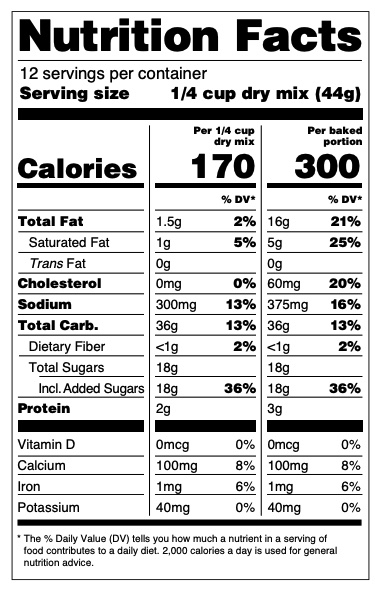 Nutrition Facts
12 servings per container
Serving size 1/4 cup dry mix (44g)
Per 1/4 cup dry mix Per baked portion
Calories 170 300
% DV* % DV*
Total Fat 1.5g 2% 16g 21%
Saturated Fat 1g 5% 5g 25%
Trans Fat 0g 0g
Cholesterol 0mg 0% 60mg 20%
Sodium 300mg 13% 375mg 16%
Total Carb. 36g 13% 36g 13%
Dietary Fiber <1g 2% <1g 2%
Total Sugars 18g 18g
Incl. Added Sugars 18g 36% 18g 36%
Protein 2g 3g
Vitamin D 0mcg 0% 0mcg 0%
Calcium 100mg 8% 100mg 8%
Iron 1mg 6% 1mg 6%
Potassium 40mg 0% 40mg 0%
* The % Daily Value (DV) tells you how much a nutrient in a serving of
food contributes to a daily diet. 2,000 calories a day is used for general
nutrition advice.